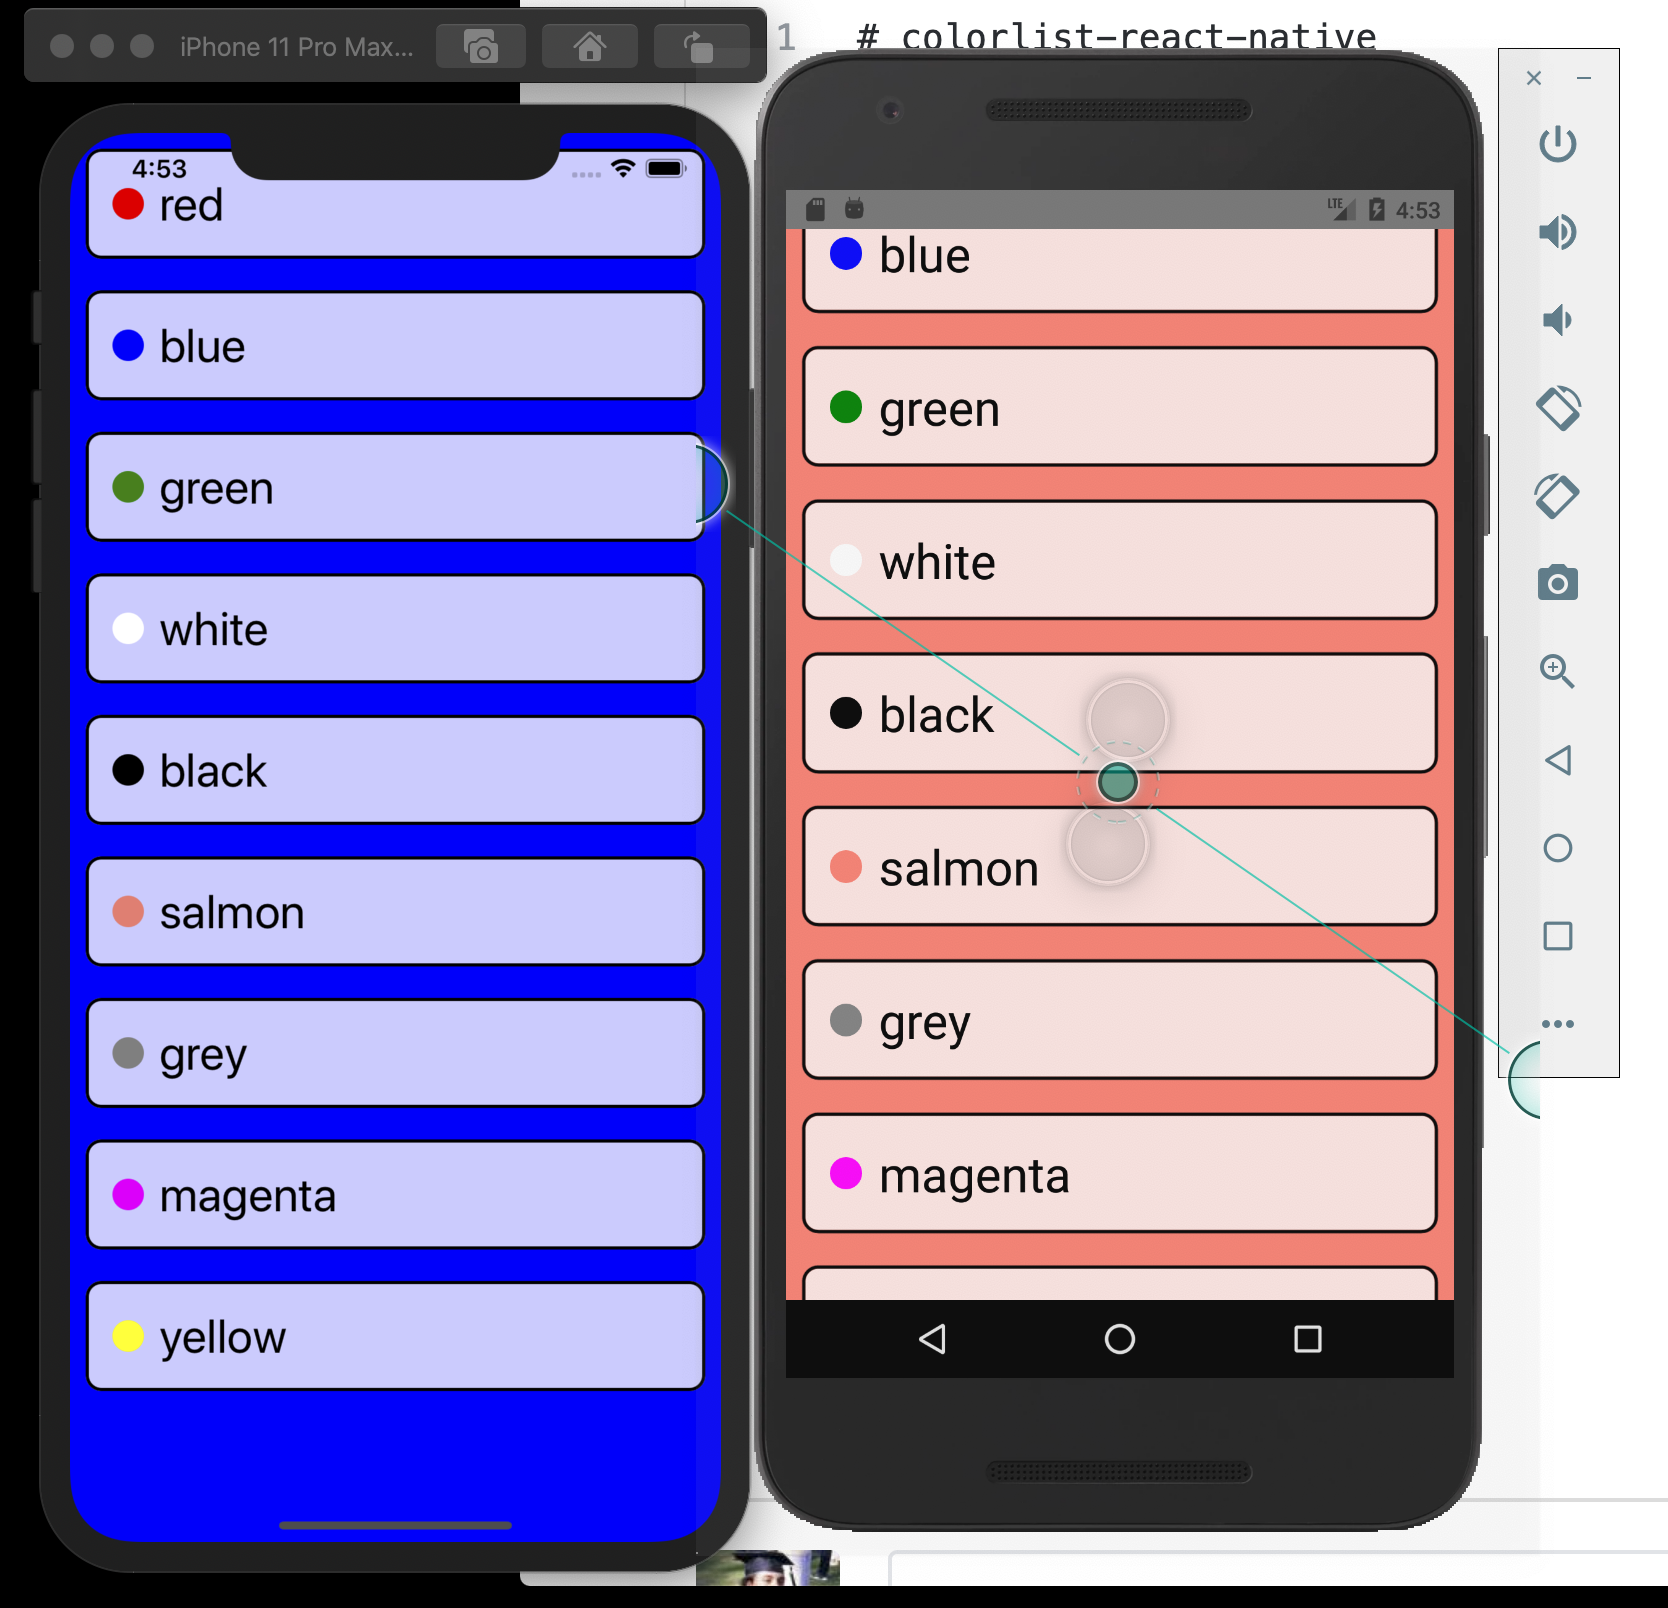 iPhone 11 Pro Max...
1 # colorlist-react-native
4:53
red
blue
green
white
black
salmon
grey
magenta
yellow
LTE 4:53
blue
green
white
black
salmon
grey
magenta